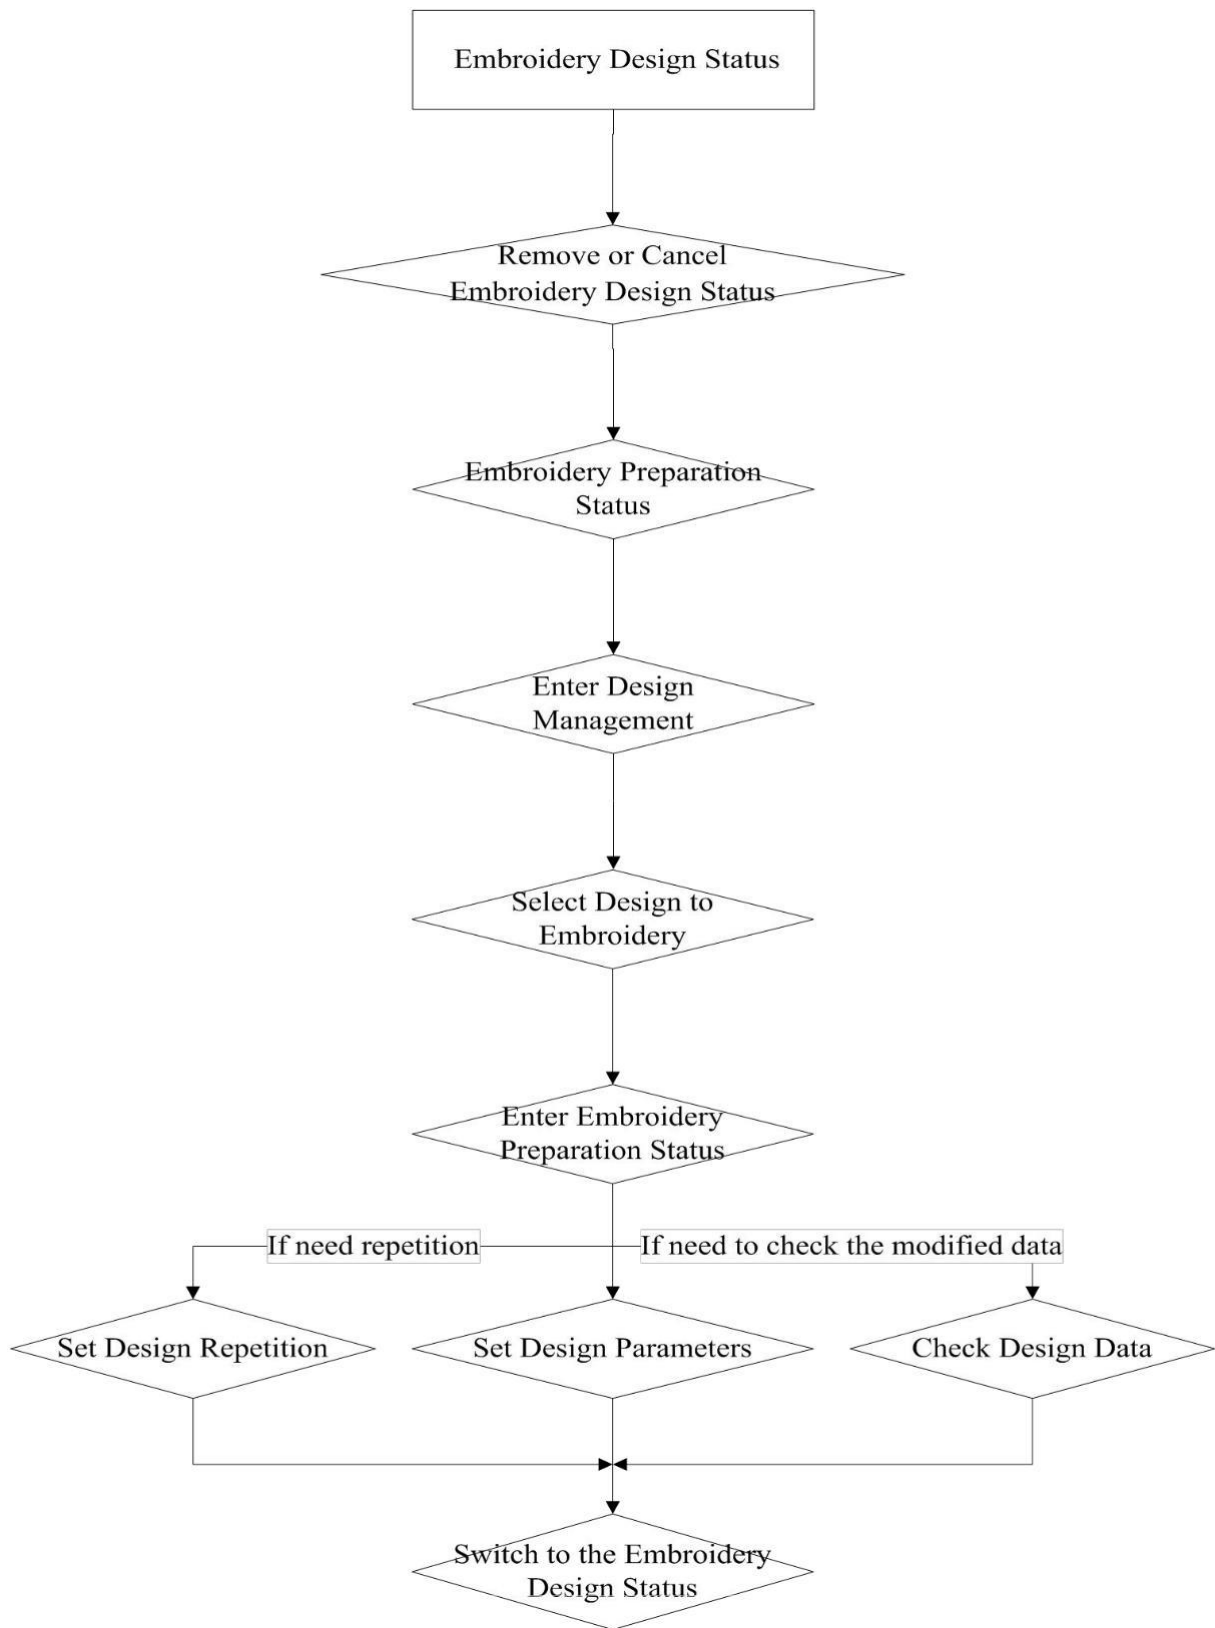 Embroidery Design Status
Remove or Cancel
Embroidery Design Status
Embroidery Preparation
Status
Enter Design
Management
Select Design to
Embroidery
Enter Embroidery
Preparation Status
If need repetition
If need to check the modified data
Set Design Repetition
Set Design Parameters
Check Design Data
Switch to the Embroidery
Design Status